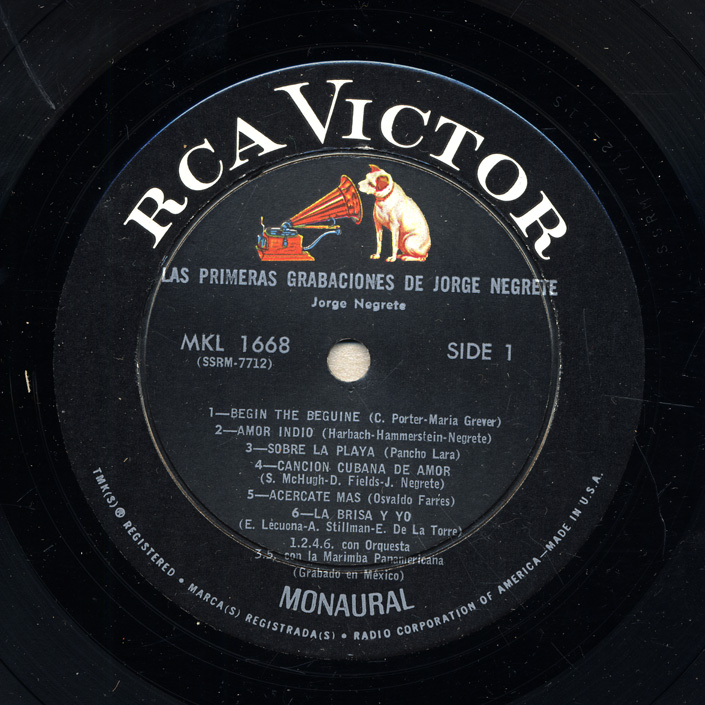 RCA VICTOR
LAS PRIMERAS GRABACIONES DE JORGE NEGRETE
Jorge Negrete
MKL 1668
(SSRM-7712)
SIDE 1
1—BEGIN THE BEGUINE (C. Porter-Maria Grever)
2—AMOR INDIO (Harbach-Hammerstein-Negrete)
3—SOBRE LA PLAYA (Pancho Lara)
4—CANCION CUBANA DE AMOR
(S. McHugh-D. Fields-J. Negrete)
5—ACERCATE MAS (Osvaldo Farres)
6—LA BRISA Y YO
(E. Lécuona-A. Stillman-E. De La Torre)
1.2.4.6. con Orquesta
3.5. con la Marimba Panamericana
(Grabado en México)
MONAURAL
TMK(S) ® REGISTERED • MARCA(S) REGISTRADA(S) • RADIO CORPORATION OF AMERICA—MADE IN U.S.A.